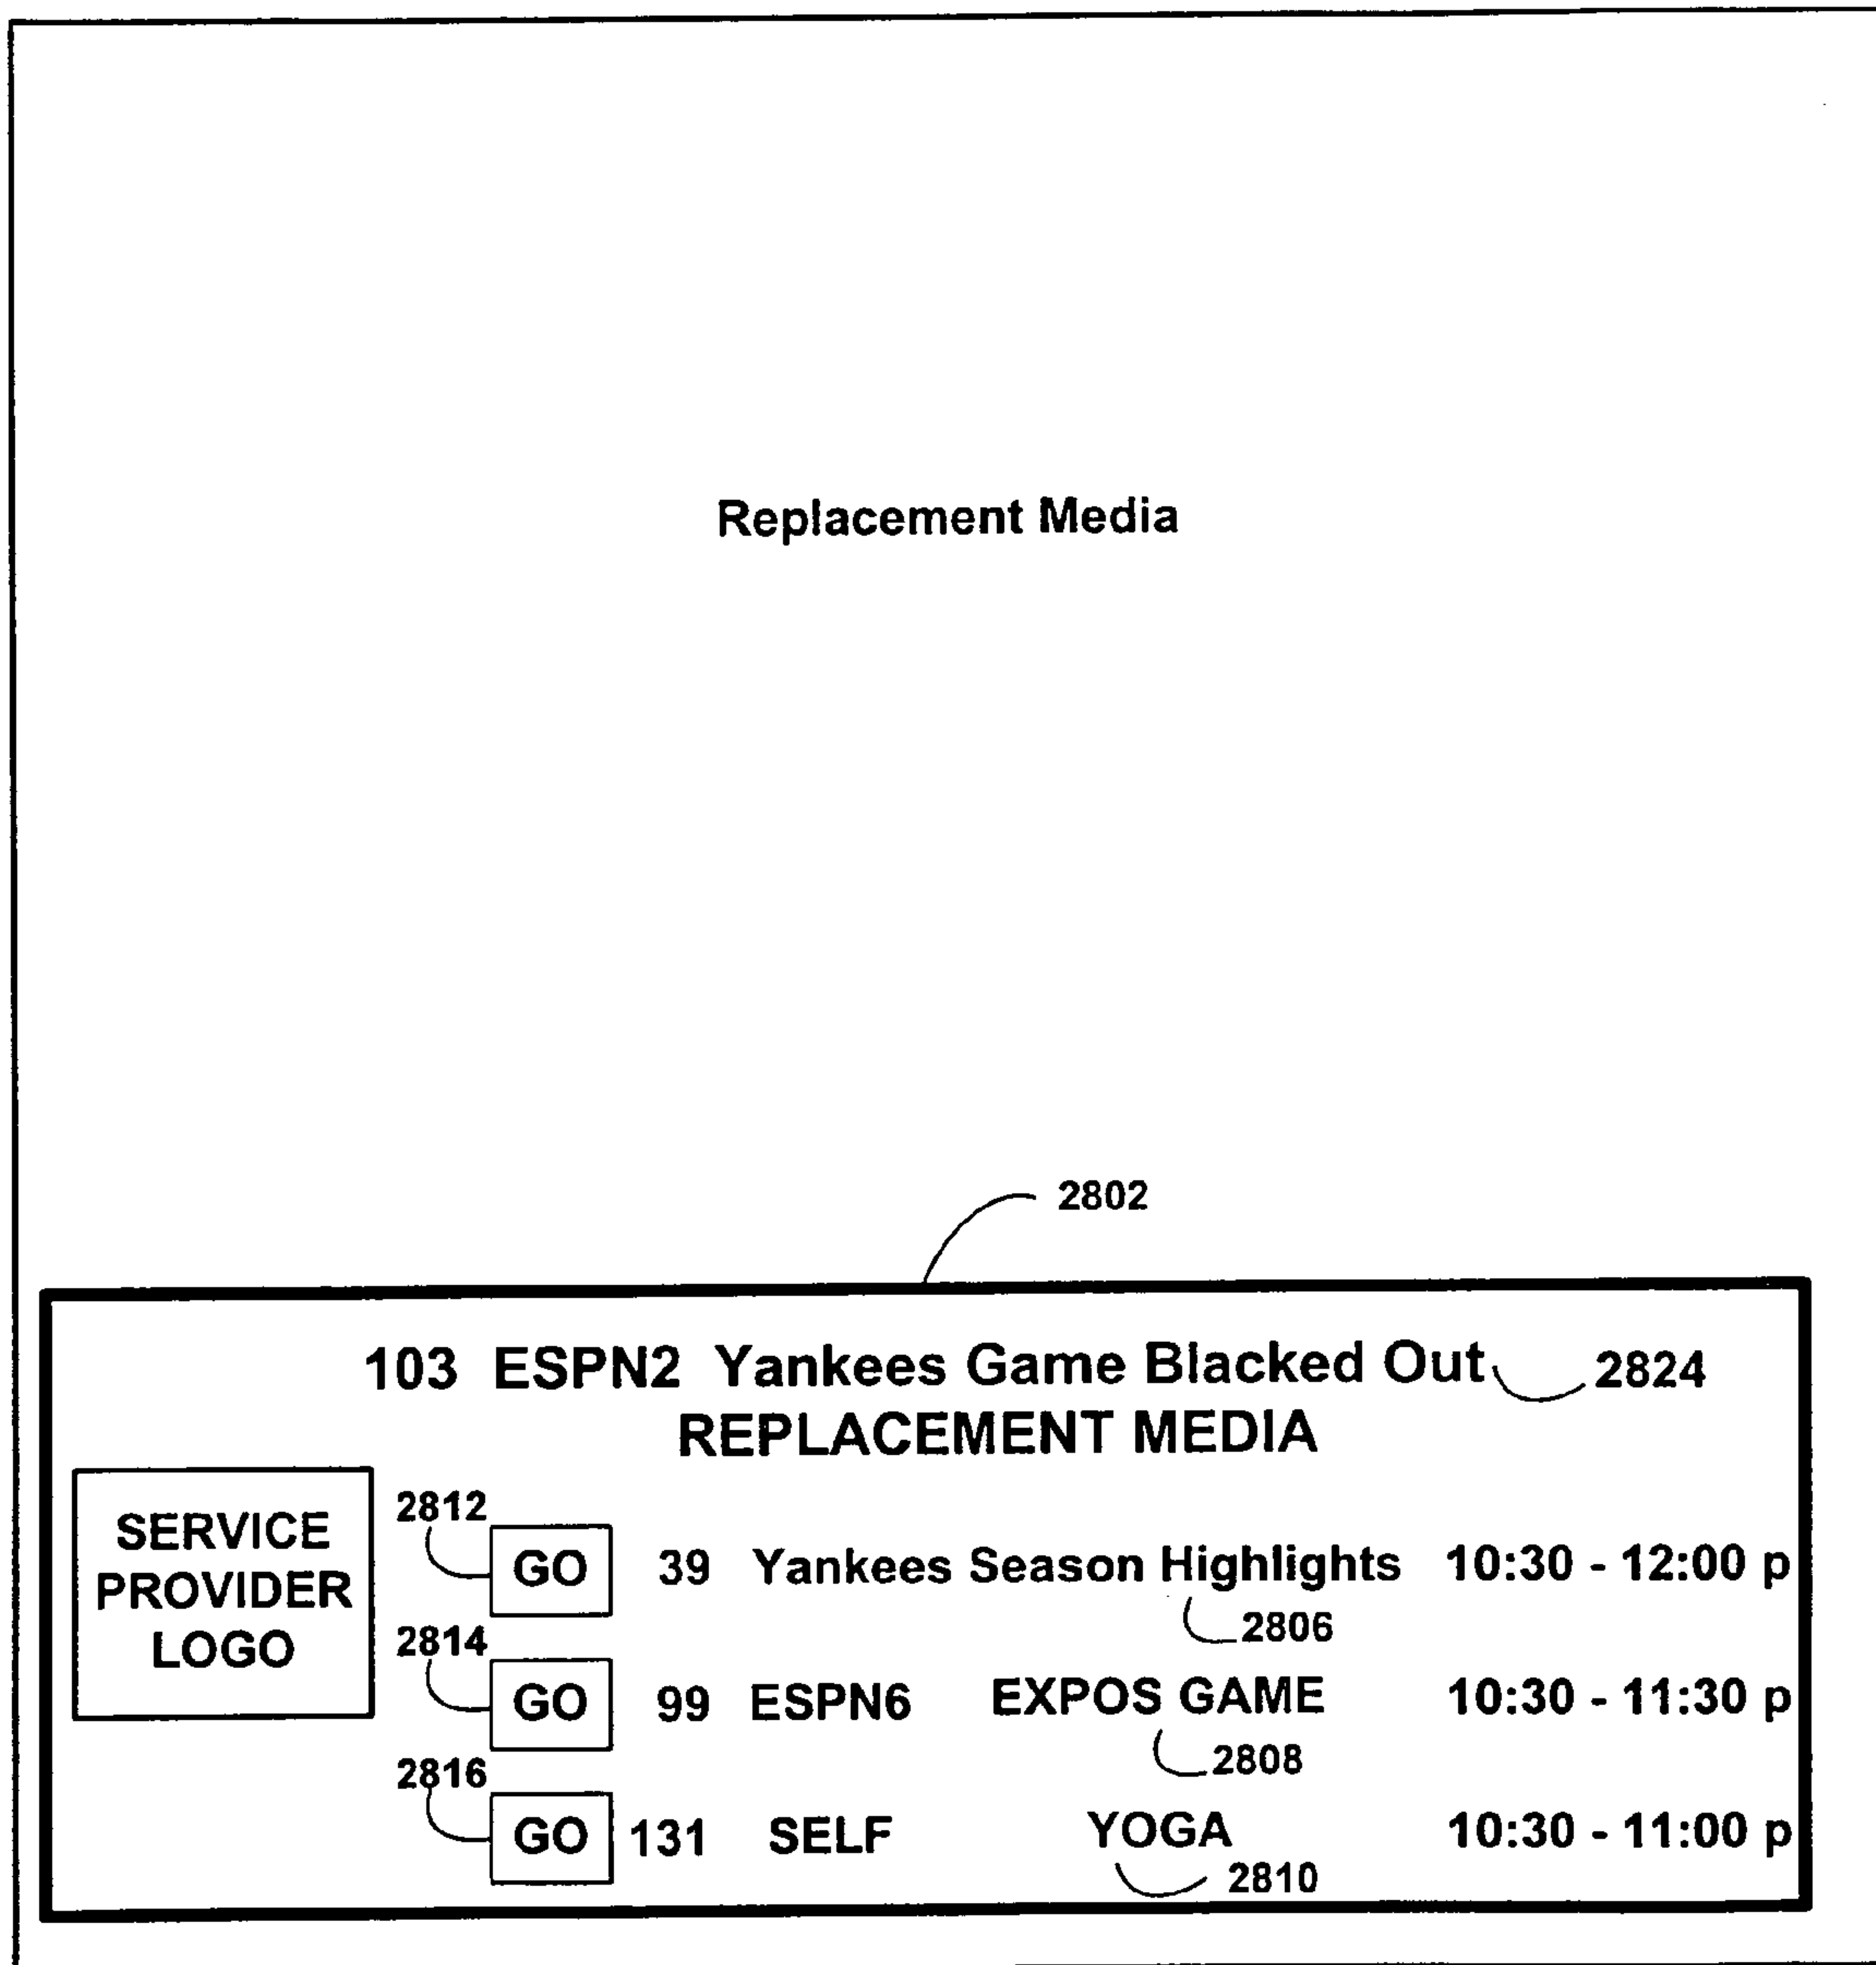 Replacement Media
2802
103 ESPN2 Yankees Game Blacked Out 2824
REPLACEMENT MEDIA
SERVICE
PROVIDER
LOGO
2812
GO 39 Yankees Season Highlights 10:30 - 12:00 p
2806
2814
GO 99 ESPN6 EXPOS GAME 10:30 - 11:30 p
2808
2816
GO 131 SELF YOGA 10:30 - 11:00 p
2810